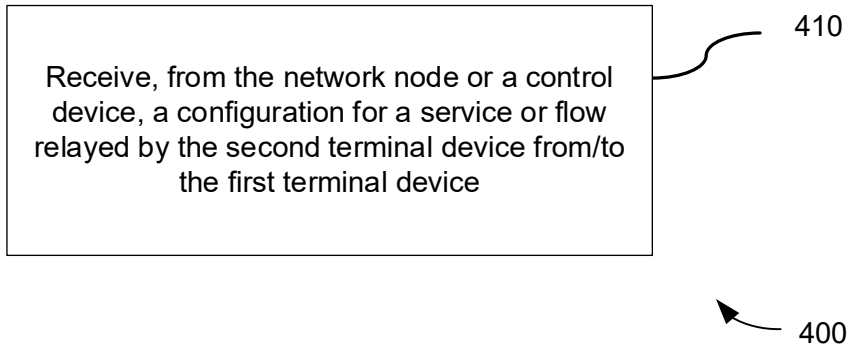 410
Receive, from the network node or a control
device, a configuration for a service or flow
relayed by the second terminal device from/to
the first terminal device
400